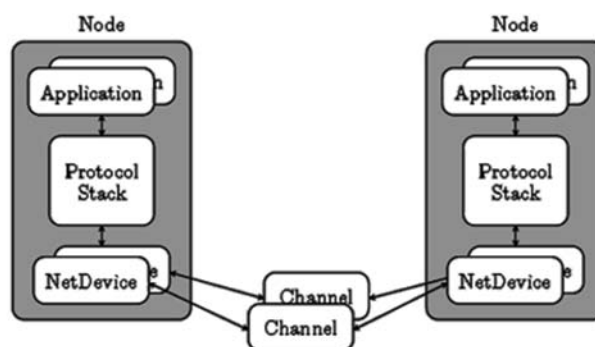 Node
Application
n
Protocol
Stack
e
NetDevice
Node
Application
n
Protocol
Stack
e
NetDevice
Channel
Channel